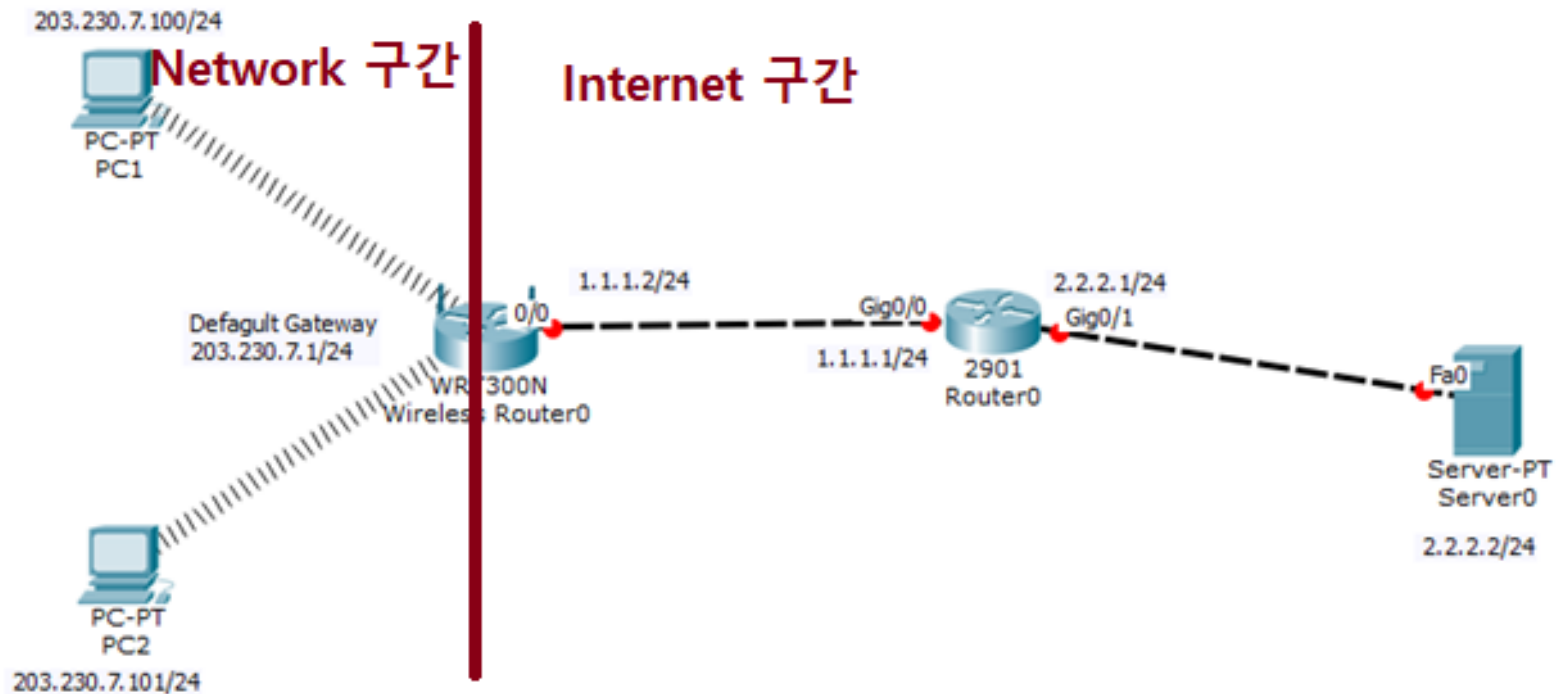 203.230.7.100/24
Network 구간
Internet 구간
PC-PT
PC1
1.1.1.2/24
2.2.2.1/24
0/0
Gig0/0
Gig0/1
Defagult Gateway
203.230.7.1/24
1.1.1.1/24
2901
Router0
WRT300N
Wireless Router0
Fa0
Server-PT
Server0
2.2.2.2/24
PC-PT
PC2
203.230.7.101/24